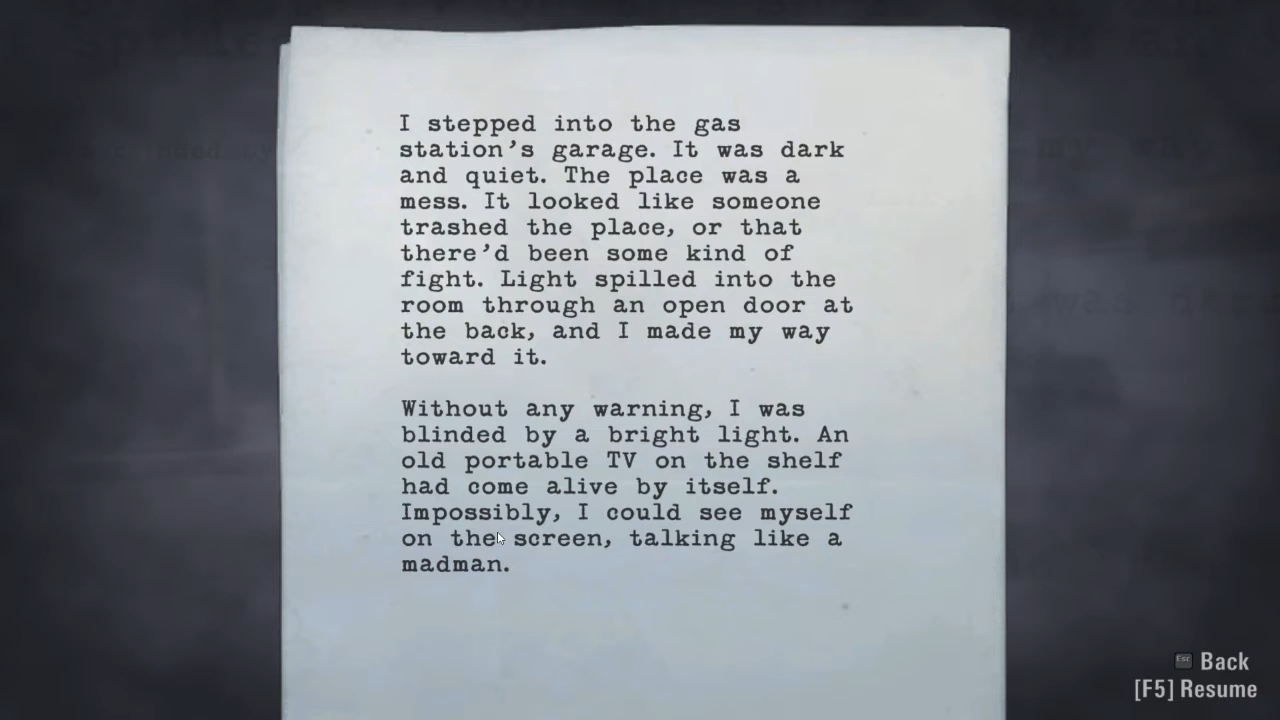 I stepped into the gas
station's garage. It was dark
and quiet. The place was a
mess. It looked like someone
trashed the place, or that
there'd been some kind of
fight. Light spilled into the
room through an open door at
the back, and I made my way
toward it.
Without any warning, I was
blinded by a bright light. An
old portable TV on the shelf
had come alive by itself.
Impossibly, I could see myself
on the screen, talking like a
madman.
Esc Back
[F5] Resume